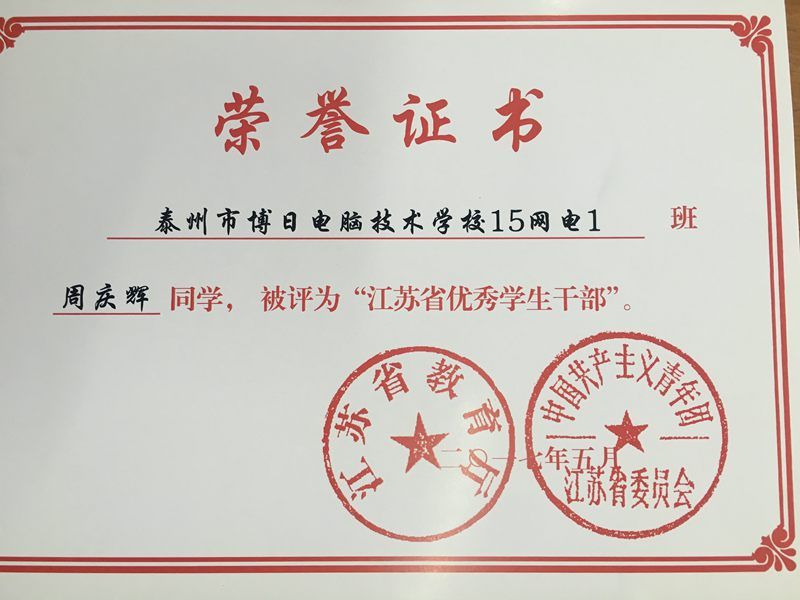 荣誉证书
泰州市博日电脑技术学校15网电1 班
周庆辉 同学，被评为“江苏省优秀学生干部”。
江苏省教育厅
中国共产主义青年团
江苏省委员会
二〇一七年五月